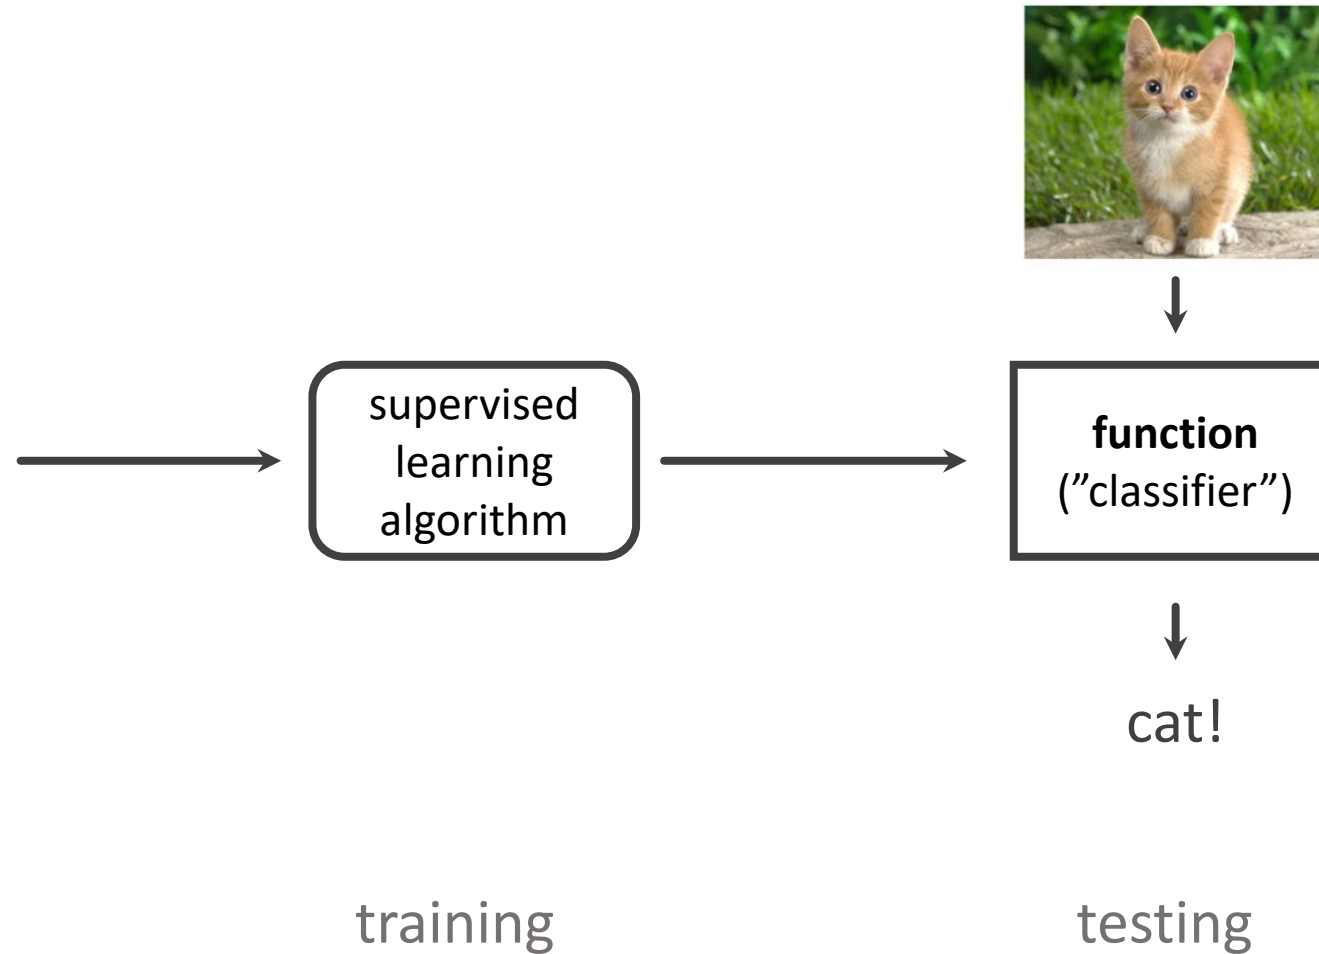 supervised
learning
algorithm
function
(”classifier”)
cat!
training
testing